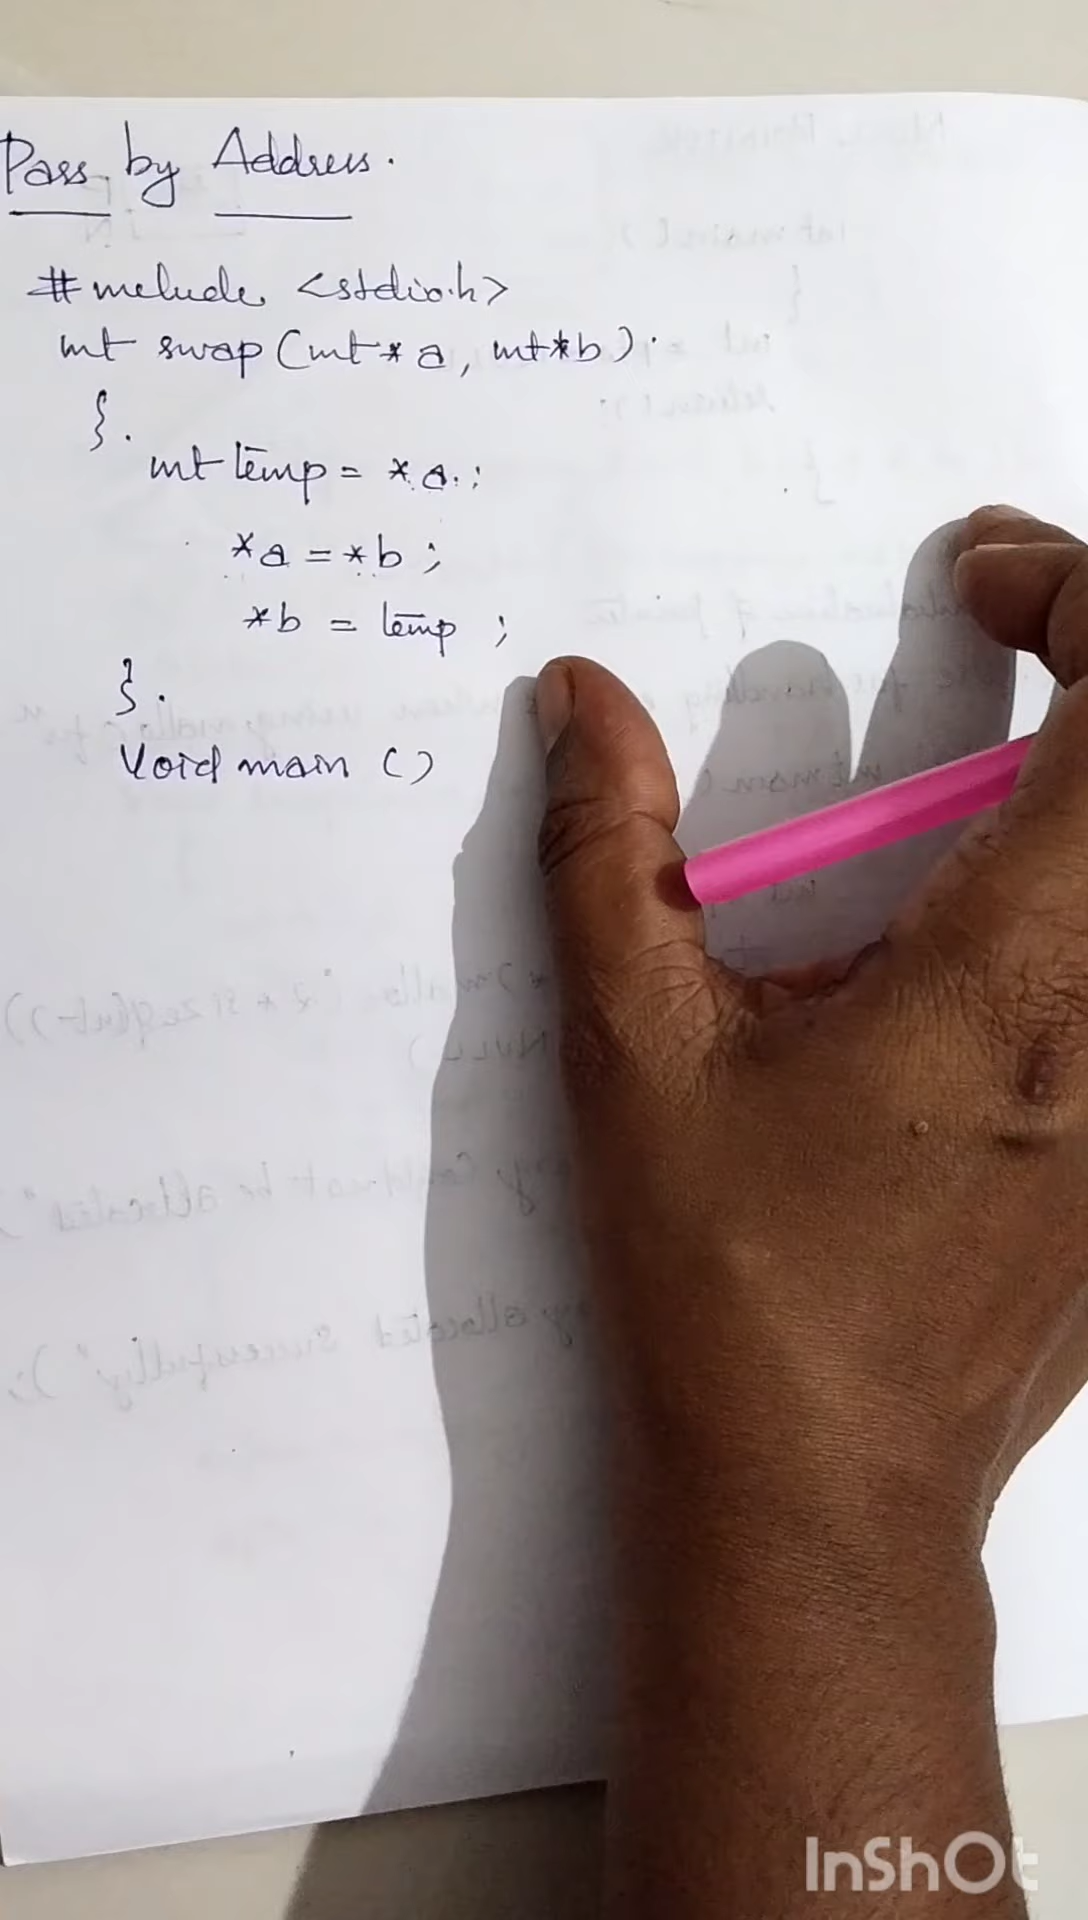 Pass by Address.
#include <stdio.h>
int swap (int * a, int * b)
{
int temp = * a ;
* a = * b ;
* b = temp ;
}
Void main ()
InShOt